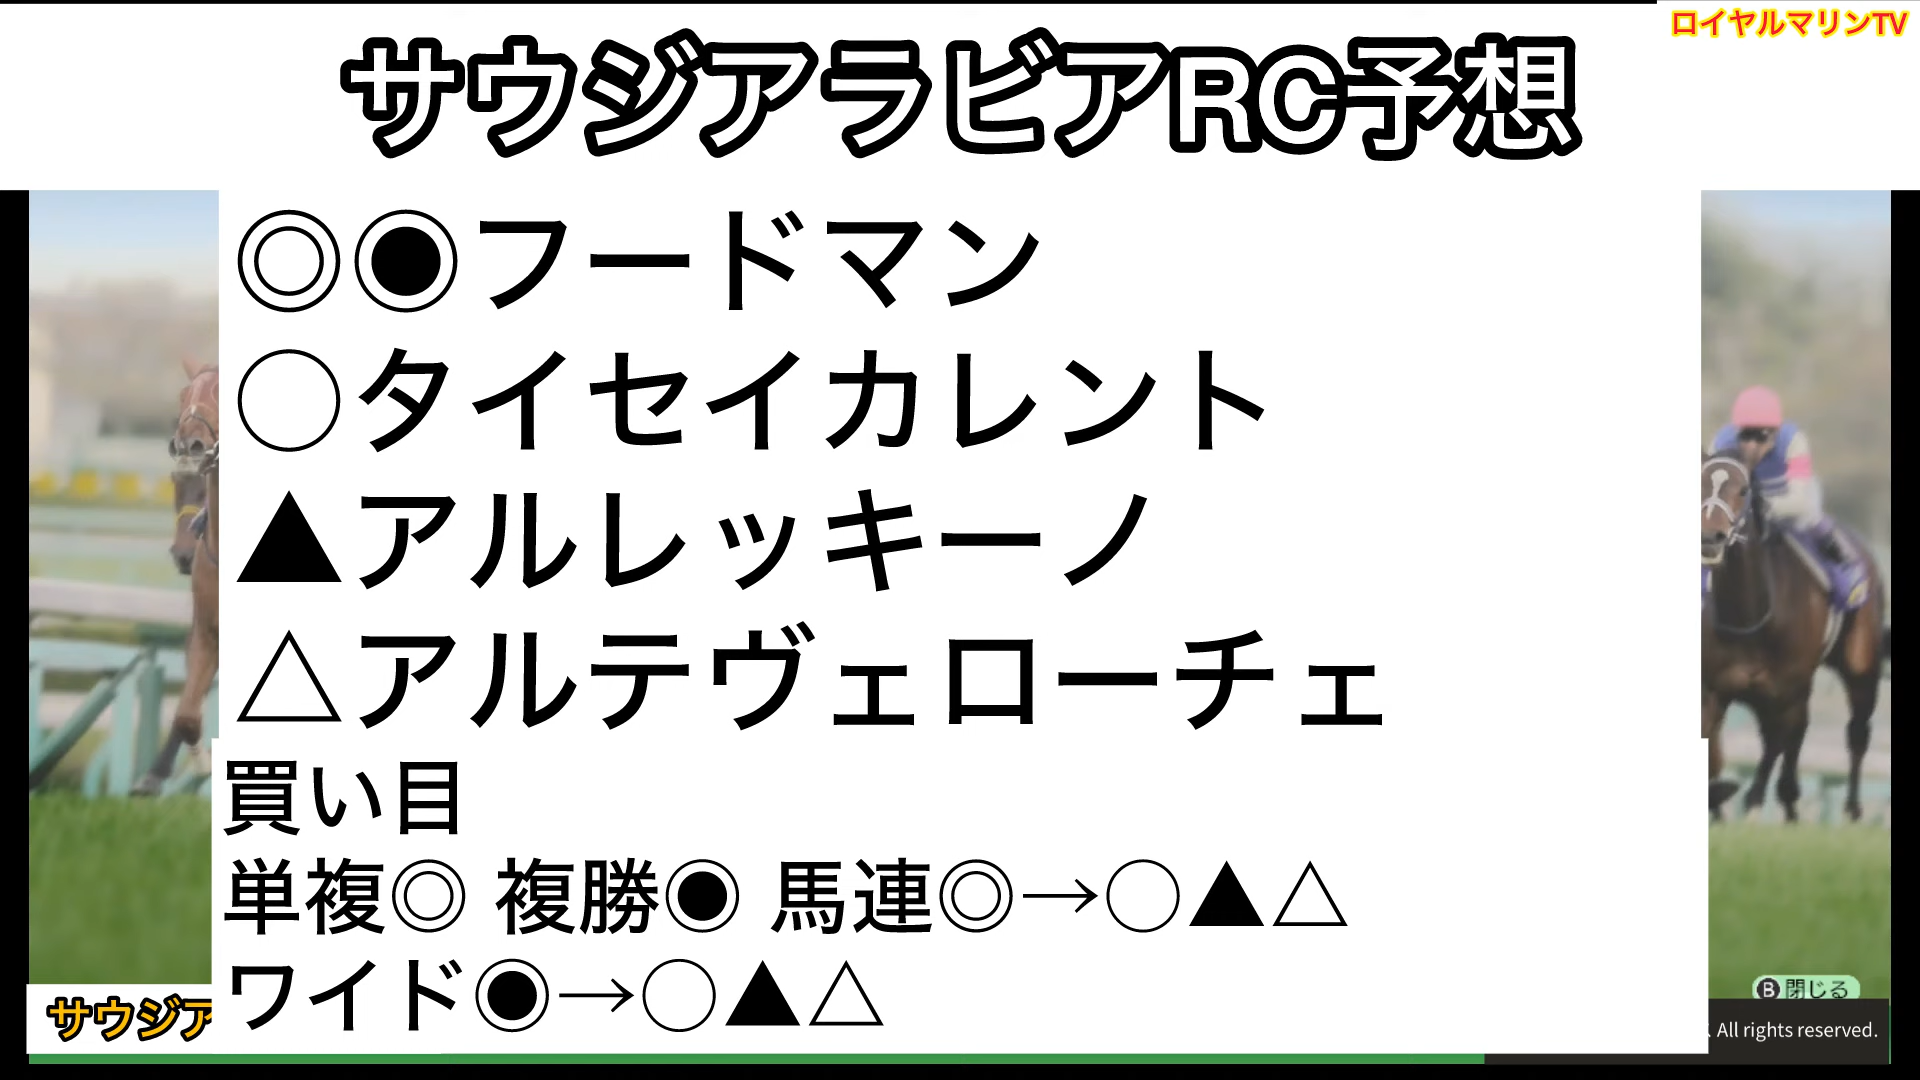 ロイヤルマリンTV
サウジアラビアRC予想
◎◉フードマン
○タイセイカレント
▲アルレッキーノ
△アルテヴェローチェ
買い目
単複◎ 複勝◉ 馬連◎→○▲△
ワイド◉→○▲△
B閉じる
サウジア
All rights reserved.